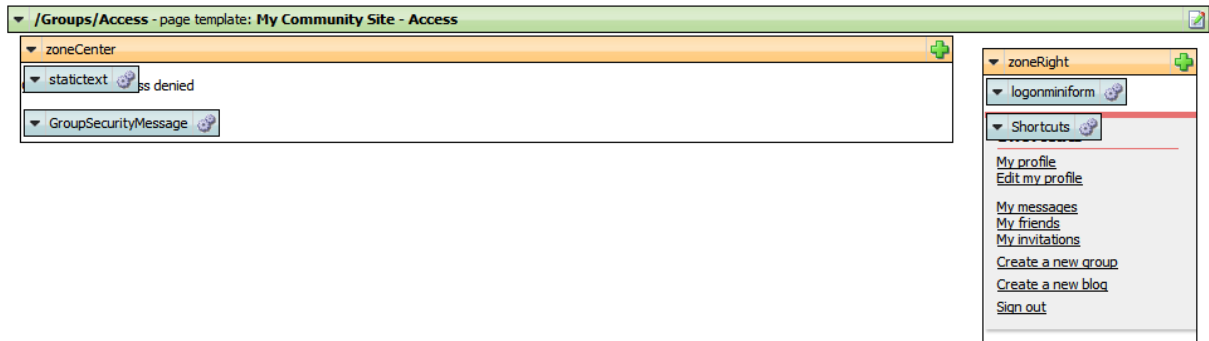 /Groups/Access - page template: My Community Site - Access
zoneCenter
statictext
ss denied
GroupSecurityMessage
zoneRight
logonminiform
Shortcuts
My profile
Edit my profile
My messages
My friends
My invitations
Create a new group
Create a new blog
Sign out